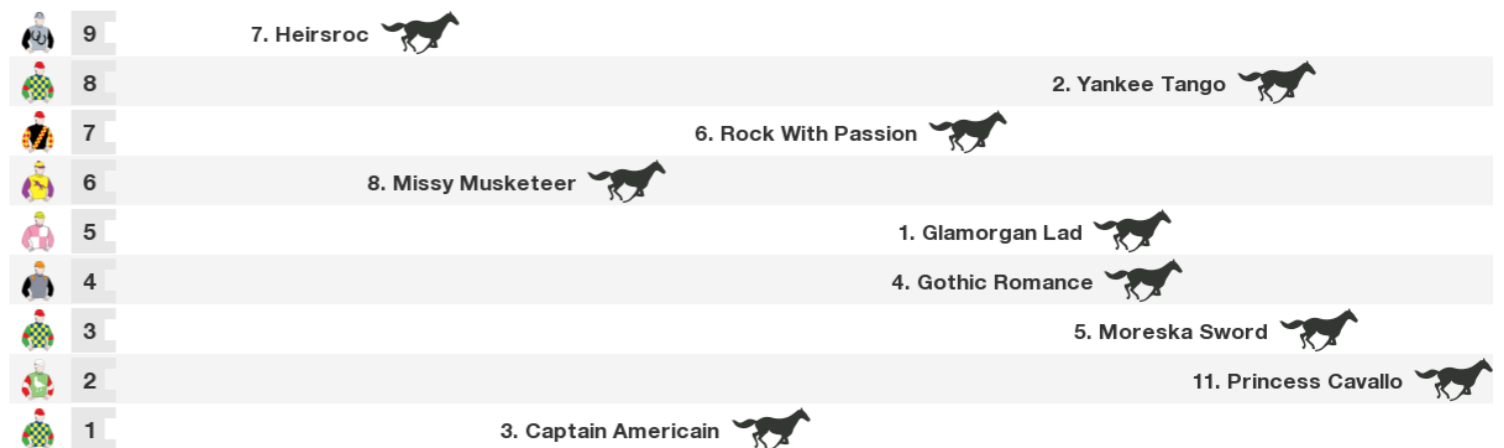 9 7. Heirsroc
8 2. Yankee Tango
7 6. Rock With Passion
6 8. Missy Musketeer
5 1. Glamorgan Lad
4 4. Gothic Romance
3 5. Moreska Sword
2 11. Princess Cavallo
1 3. Captain Americain